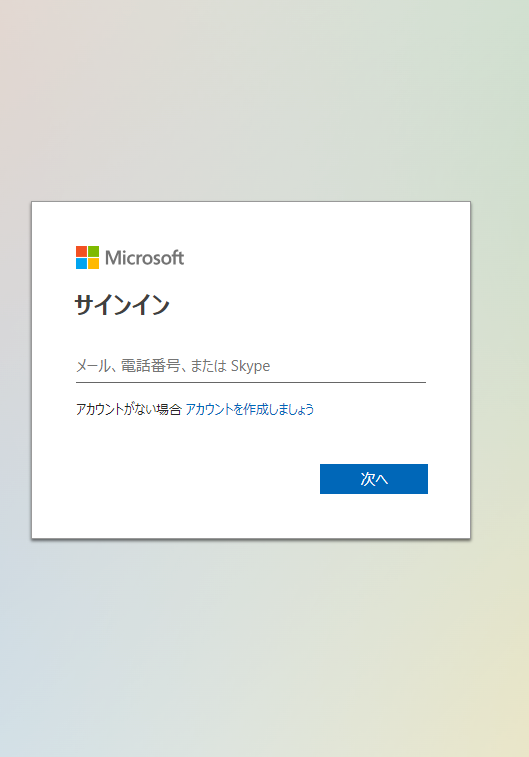 Microsoft
サインイン
メール、電話番号、または Skype
アカウントがない場合 アカウントを作成しましょう
次へ